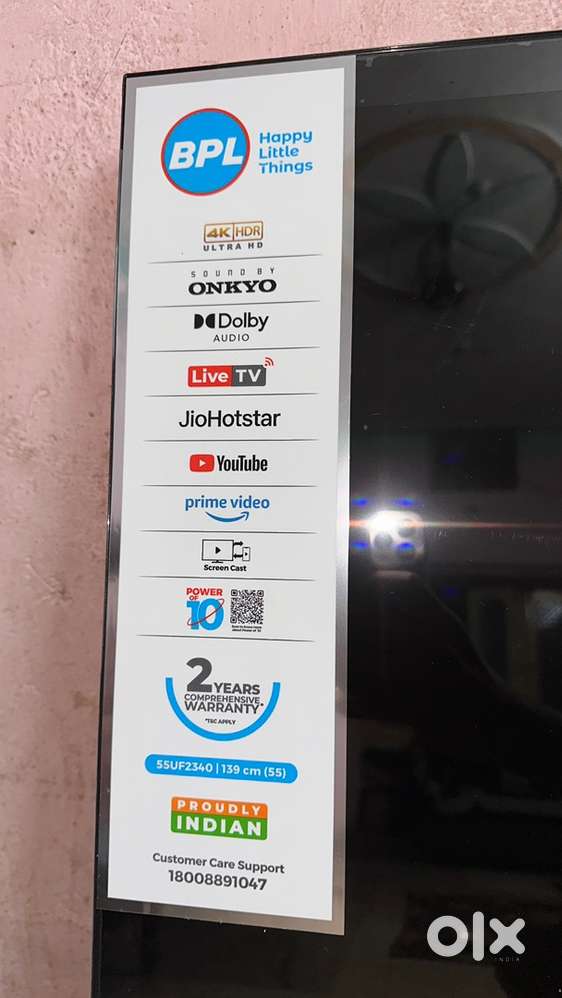 BPL
Happy
Little
Things
4K HDR
ULTRA HD
SOUND BY
ONKYO
Dolby
AUDIO
Live TV
JioHotstar
YouTube
prime video
Screen Cast
POWER
OF
10
2 YEARS
COMPREHENSIVE
WARRANTY*
*T&C APPLY
55UF2340 | 139 cm (55)
PROUDLY
INDIAN
Customer Care Support
18008891047
olx
INDIA